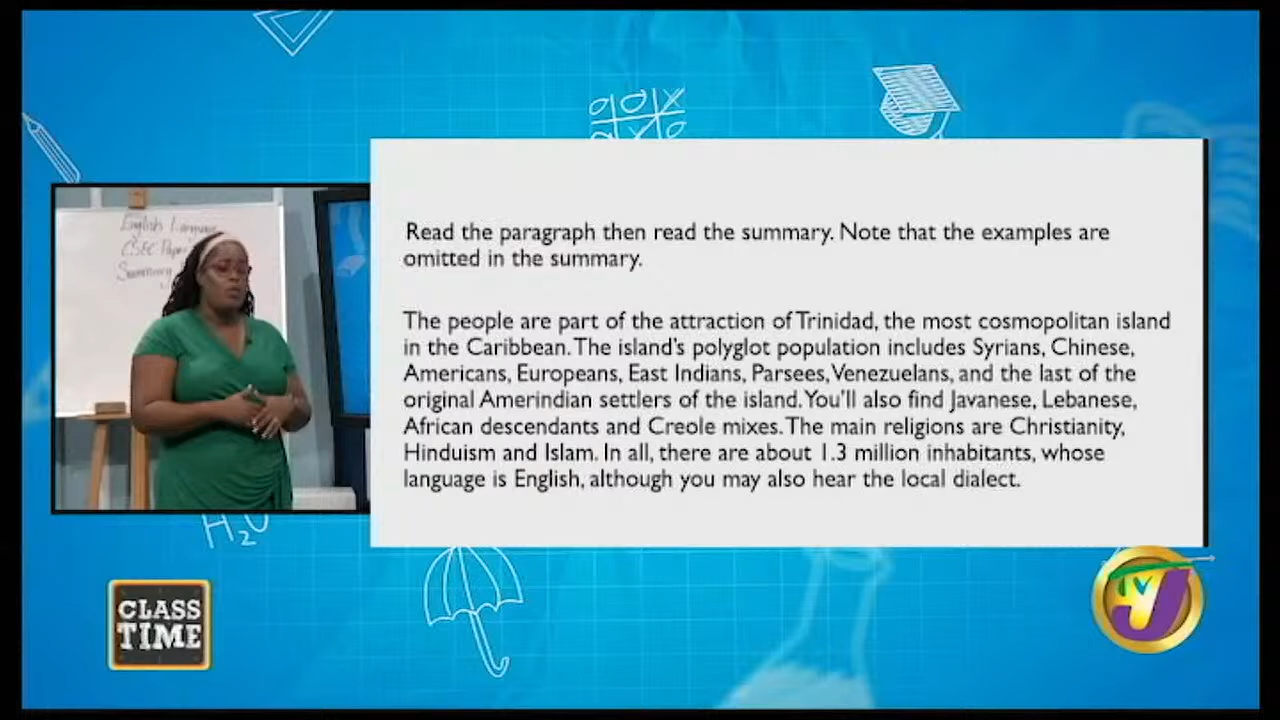 Read the paragraph then read the summary. Note that the examples are
omitted in the summary.
The people are part of the attraction of Trinidad, the most cosmopolitan island
in the Caribbean. The island's polyglot population includes Syrians, Chinese,
Americans, Europeans, East Indians, Parsees, Venezuelans, and the last of the
original Amerindian settlers of the island. You'll also find Javanese, Lebanese,
African descendants and Creole mixes. The main religions are Christianity,
Hinduism and Islam. In all, there are about 1.3 million inhabitants, whose
language is English, although you may also hear the local dialect.
English Language
CSEC Paper
Summary
H₂O
CLASS
TIME
TVJ